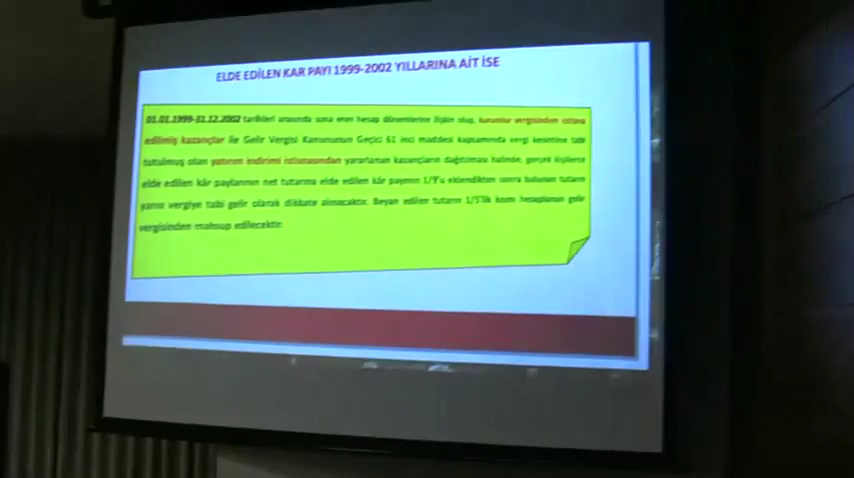 ELDE EDİLEN KAR PAYI 1999-2002 YILLARINA AİT İSE
01.01.1999-31.12.2002 tarihleri arasında sona eren hesap dönemlerine ilişkin olup, kurumlar vergisinden istisna
edilmiş kazançlar ile Gelir Vergisi Kanununun Geçici 61 inci maddesi kapsamında vergi kesintisine tabi
tutulmuş olan yatırım indirimi istisnasından yararlanan kazançların dağıtılması halinde, gerçek kişilerce
elde edilen kâr paylarının net tutarına elde edilen kâr payının 1/9'u eklendikten sonra bulunan tutarın
yarısı vergiye tabi gelir olarak dikkate alınacaktır. Beyan edilen tutarın 1/5'lik kısmı hesaplanan gelir
vergisinden mahsup edilecektir.